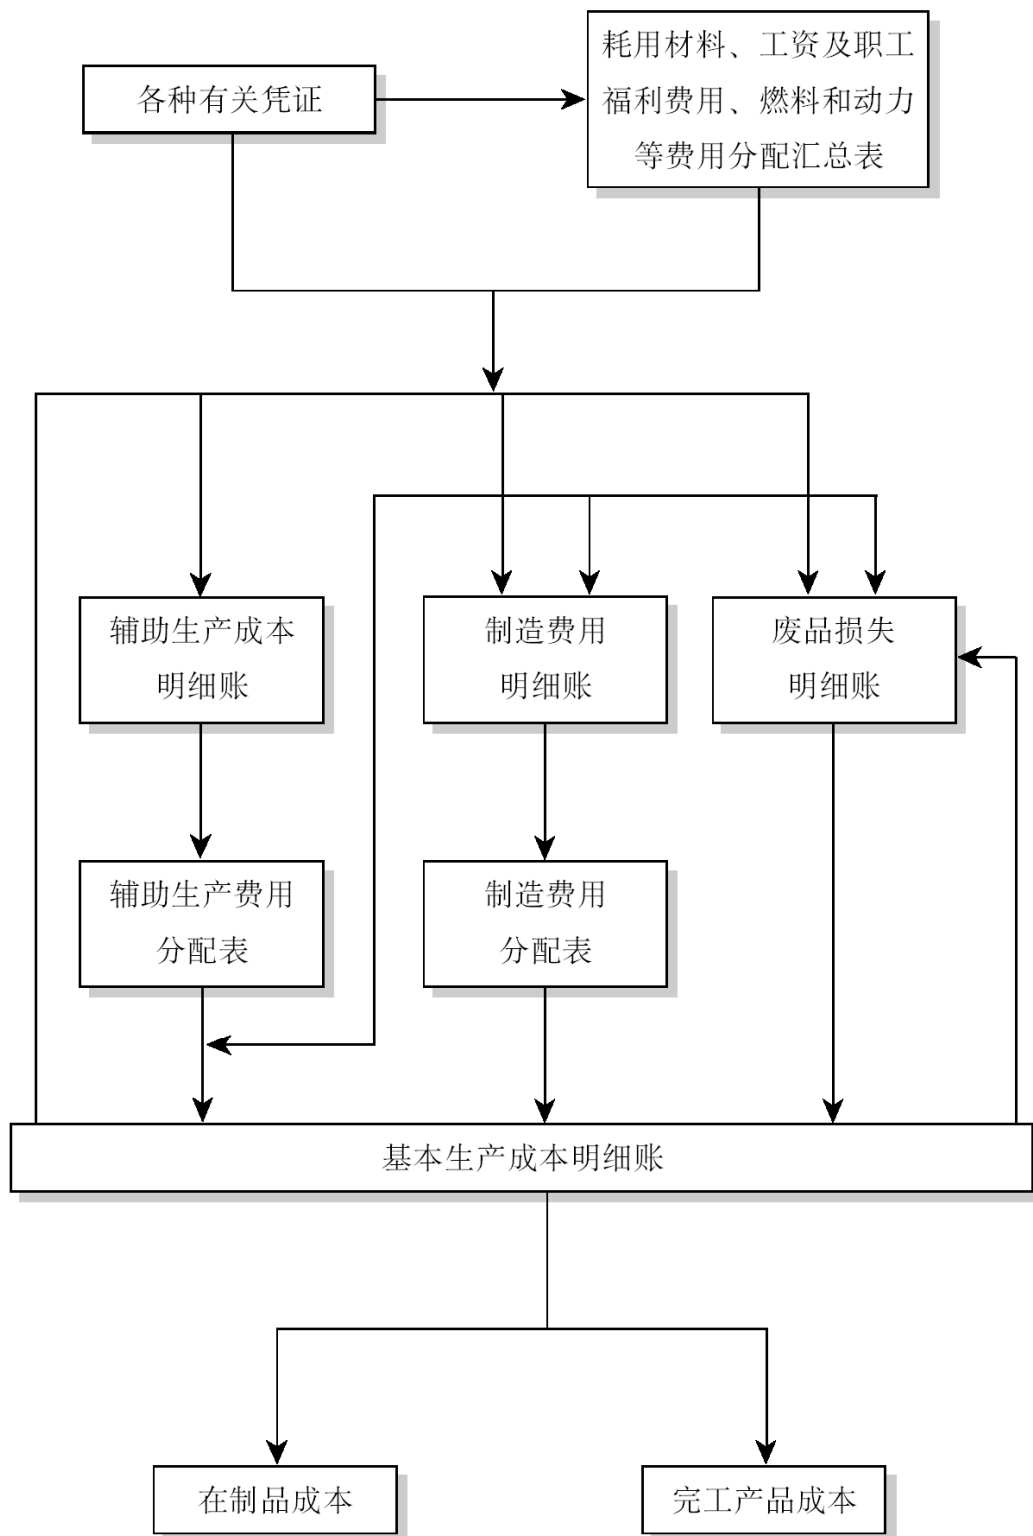 各种有关凭证
耗用材料、工资及职工
福利费用、燃料和动力
等费用分配汇总表
辅助生产成本
明细账
制造费用
明细账
废品损失
明细账
辅助生产费用
分配表
制造费用
分配表
基本生产成本明细账
在制品成本
完工产品成本